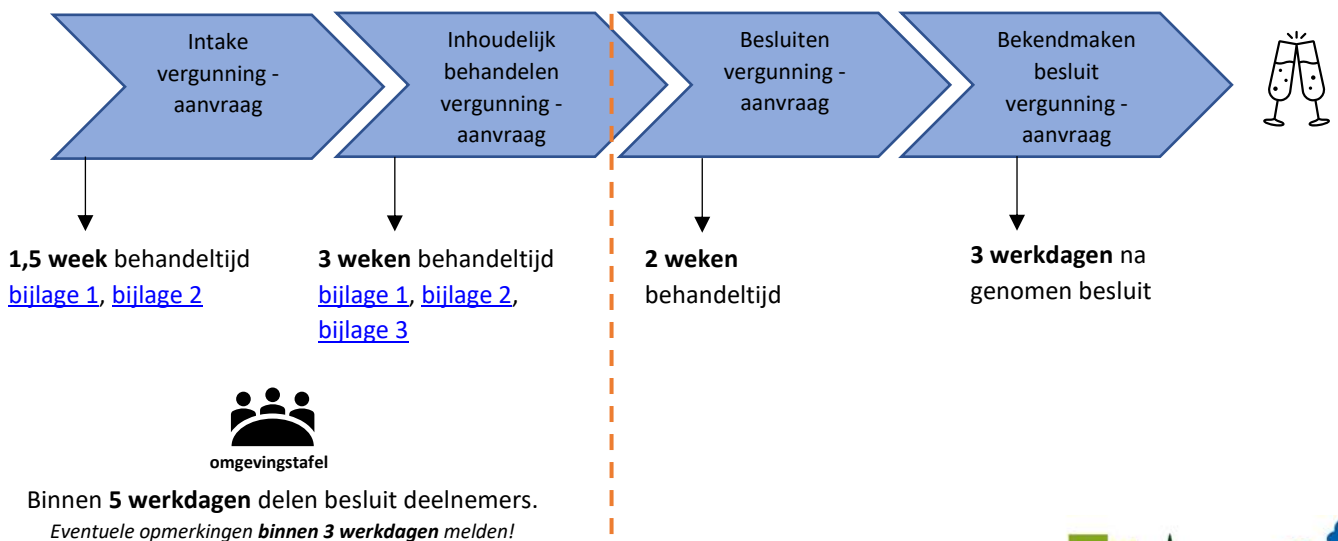 Intake
vergunning -
aanvraag
Inhoudelijk
behandelen
vergunning -
aanvraag
Besluiten
vergunning -
aanvraag
Bekendmaken
besluit
vergunning -
aanvraag
1,5 week behandeltijd
bijlage 1, bijlage 2
3 weken behandeltijd
bijlage 1, bijlage 2,
bijlage 3
2 weken
behandeltijd
3 werkdagen na
genomen besluit
omgevingstafel
Binnen 5 werkdagen delen besluit deelnemers.
Eventuele opmerkingen binnen 3 werkdagen melden!